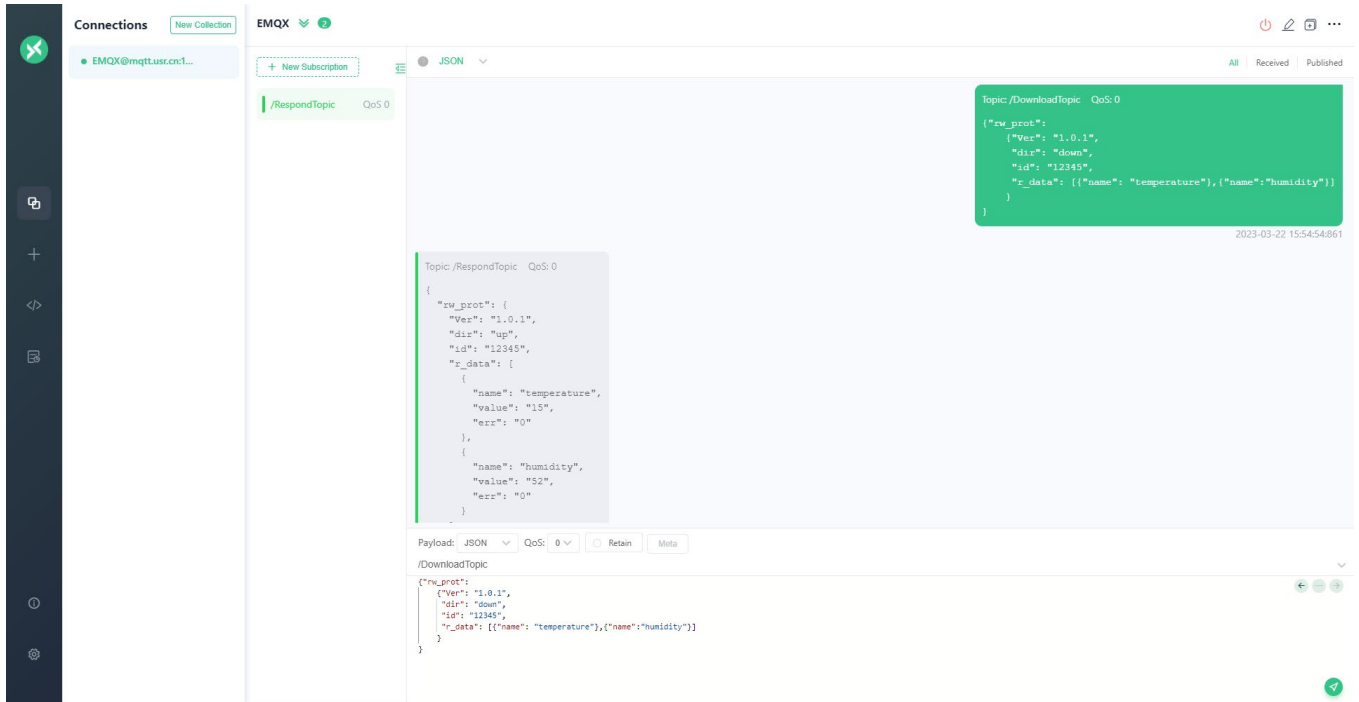 Connections
New Collection
EMQX 2
EMQX@mqtt.usr.cn:1...
+ New Subscription
/RespondTopic QoS 0
JSON
All Received Published
Topic: /DownloadTopic QoS: 0
{"rw_prot":
{"Ver": "1.0.1",
"dir": "down",
"id": "12345",
"r_data": [{"name": "temperature"},{"name":"humidity"}]
}
}
2023-03-22 15:54:54:861
Topic: /RespondTopic QoS: 0
{
"rw_prot": {
"Ver": "1.0.1",
"dir": "up",
"id": "12345",
"r_data": [
{
"name": "temperature",
"value": "15",
"err": "0"
},
{
"name": "humidity",
"value": "52",
"err": "0"
}
Payload: JSON QoS: 0 Retain Meta
/DownloadTopic
{"rw_prot":
{"Ver": "1.0.1",
"dir": "down",
"id": "12345",
"r_data": [{"name": "temperature"},{"name":"humidity"}]
}
}